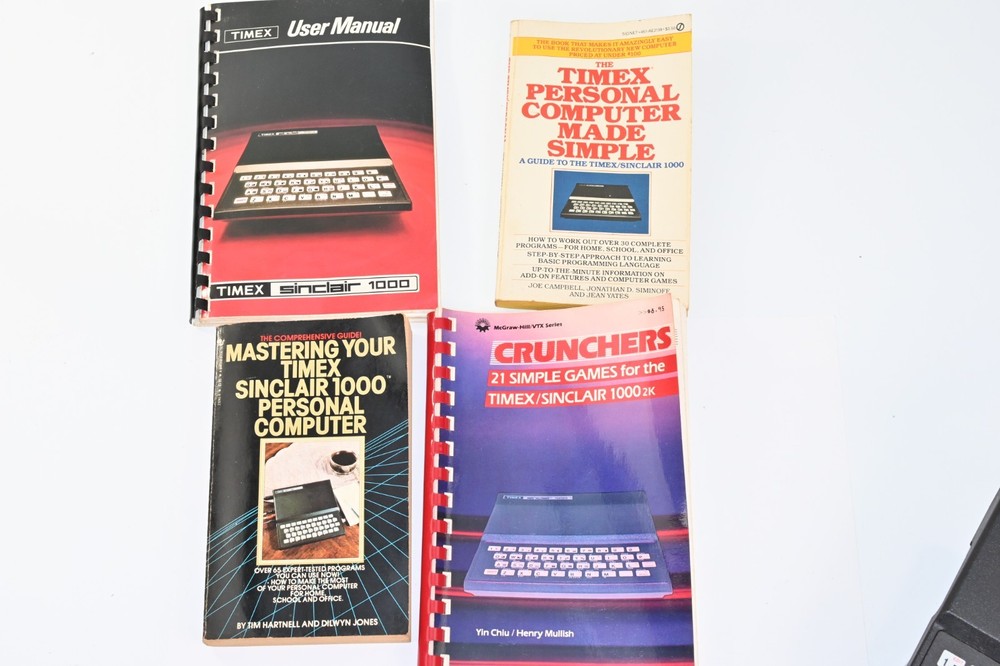 TIMEX User Manual
TIMEX sinclair 1000
THE BOOK THAT MAKES IT AMAZINGLY EASY
TO USE THE REVOLUTIONARY NEW COMPUTER
PRICED AT UNDER $100
THE
TIMEX
PERSONAL
COMPUTER
MADE
SIMPLE
A GUIDE TO THE TIMEX/SINCLAIR 1000
HOW TO WORK OUT OVER 30 COMPLETE
PROGRAMS—FOR HOME, SCHOOL, AND OFFICE
STEP-BY-STEP APPROACH TO LEARNING
BASIC PROGRAMMING LANGUAGE
UP-TO-THE-MINUTE INFORMATION ON
ADD-ON FEATURES AND COMPUTER GAMES
JOE CAMPBELL, JONATHAN D. SIMINOFF,
AND JEAN YATES
THE COMPREHENSIVE GUIDE!
MASTERING YOUR
TIMEX
SINCLAIR 1000™
PERSONAL
COMPUTER
OVER 65 EXPERT-TESTED PROGRAMS
YOU CAN USE NOW!
HOW TO MAKE THE MOST
OF YOUR PERSONAL COMPUTER
FOR HOME,
SCHOOL AND OFFICE.
BY TIM HARTNELL AND DILWYN JONES
McGraw-Hill/VTX Series
CRUNCHERS
21 SIMPLE GAMES for the
TIMEX/SINCLAIR 1000 2K
TIMEX
Yin Chiu / Henry Mullish